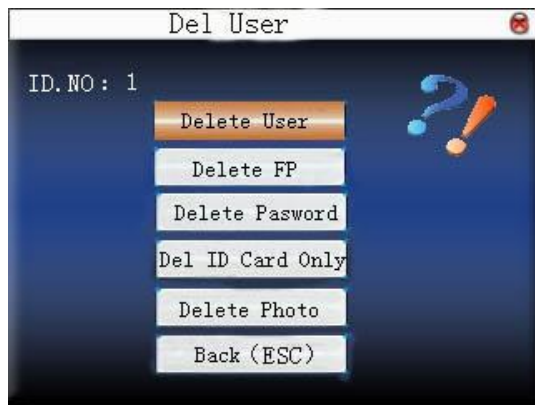 Del User
ID.NO: 1
Delete User
Delete FP
Delete Pasword
Del ID Card Only
Delete Photo
Back (ESC)